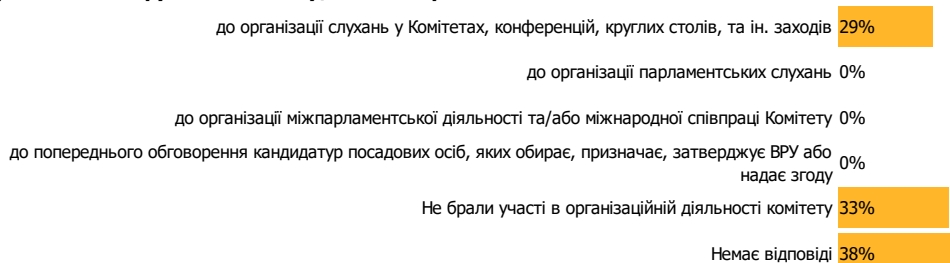 до організації слухань у Комітетах, конференцій, круглих столів, та ін. заходів 29%
до організації парламентських слухань 0%
до організації міжпарламентської діяльності та/або міжнародної співпраці Комітету 0%
до попереднього обговорення кандидатур посадових осіб, яких обирає, призначає, затверджує ВРУ або
надає згоду 0%
Не брали участі в організаційній діяльності комітету 33%
Немає відповіді 38%